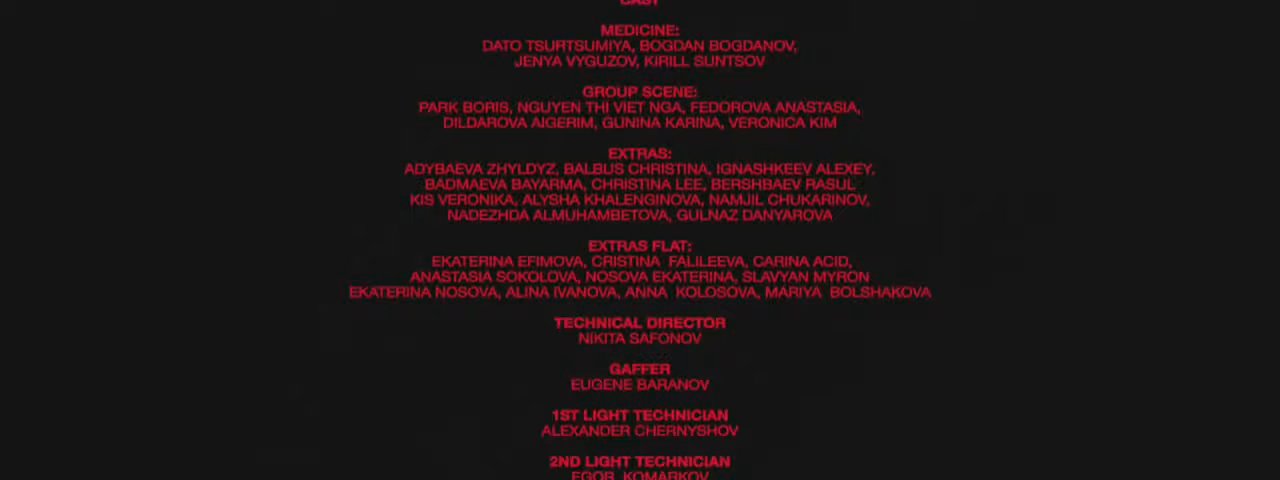 CAST
MEDICINE:
DATO TSURTSUMIYA, BOGDAN BOGDANOV,
JENYA VYGUZOV, KIRILL SUNTSOV
GROUP SCENE:
PARK BORIS, NGUYEN THI VIET NGA, FEDOROVA ANASTASIA,
DILDAROVA AIGERIM, GUNINA KARINA, VERONICA KIM
EXTRAS:
ADYBAEVA ZHYLDYZ, BALBUS CHRISTINA, IGNASHKEEV ALEXEY,
BADMAEVA BAYARMA, CHRISTINA LEE, BERSHBAEV RASUL
KIS VERONIKA, ALYSHA KHALENGINOVA, NAMJIL CHUKARINOV,
NADEZHDA ALMUHAMBETOVA, GULNAZ DANYAROVA
EXTRAS FLAT:
EKATERINA EFIMOVA, CRISTINA FALILEEVA, CARINA ACID,
ANASTASIA SOKOLOVA, NOSOVA EKATERINA, SLAVYAN MYRON
EKATERINA NOSOVA, ALINA IVANOVA, ANNA KOLOSOVA, MARIYA BOLSHAKOVA
TECHNICAL DIRECTOR
NIKITA SAFONOV
GAFFER
EUGENE BARANOV
1ST LIGHT TECHNICIAN
ALEXANDER CHERNYSHOV
2ND LIGHT TECHNICIAN
EGOR KOMARKOV